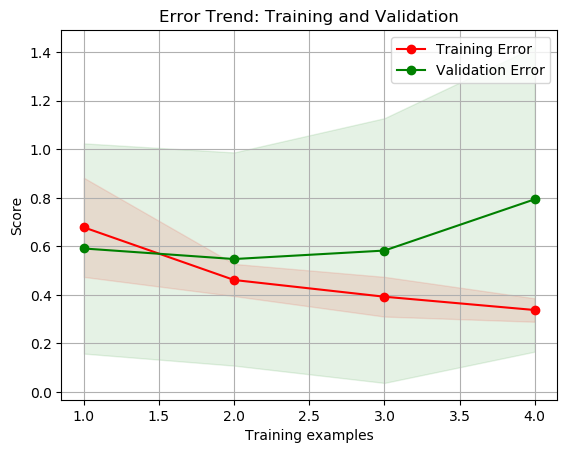 Error Trend: Training and Validation
Training Error
Validation Error
Score
1.4
1.2
1.0
0.8
0.6
0.4
0.2
0.0
1.0 1.5 2.0 2.5 3.0 3.5 4.0
Training examples